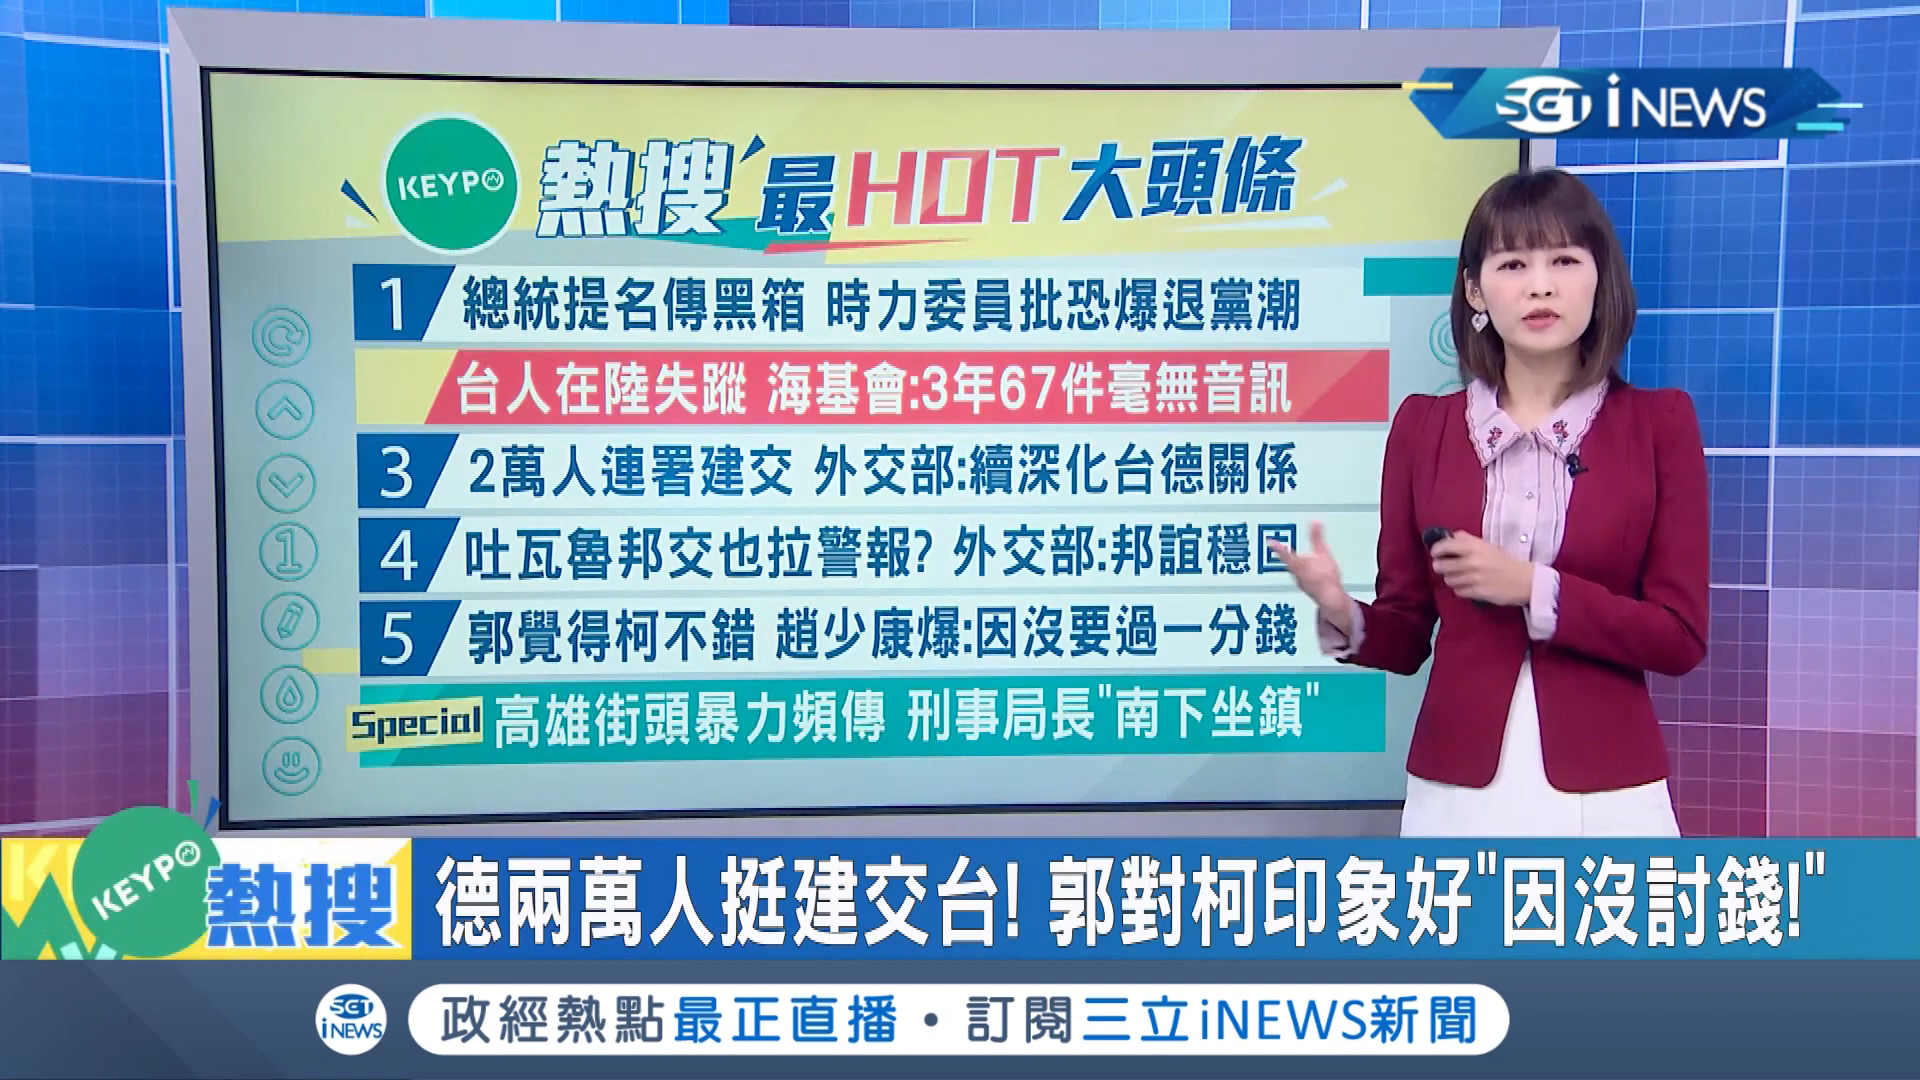 SET iNEWS
KEYPO
熱搜 最HOT大頭條
1 總統提名傳黑箱 時力委員批恐爆退黨潮
台人在陸失蹤 海基會:3年67件毫無音訊
3 2萬人連署建交 外交部:續深化台德關係
4 吐瓦魯邦交也拉警報? 外交部:邦誼穩固
5 郭覺得柯不錯 趙少康爆:因沒要過一分錢
Special 高雄街頭暴力頻傳 刑事局長"南下坐鎮"
1
KEYPO
熱搜
德兩萬人挺建交台! 郭對柯印象好"因沒討錢!"
SET iNEWS
政經熱點最正直播・訂閱三立iNEWS新聞